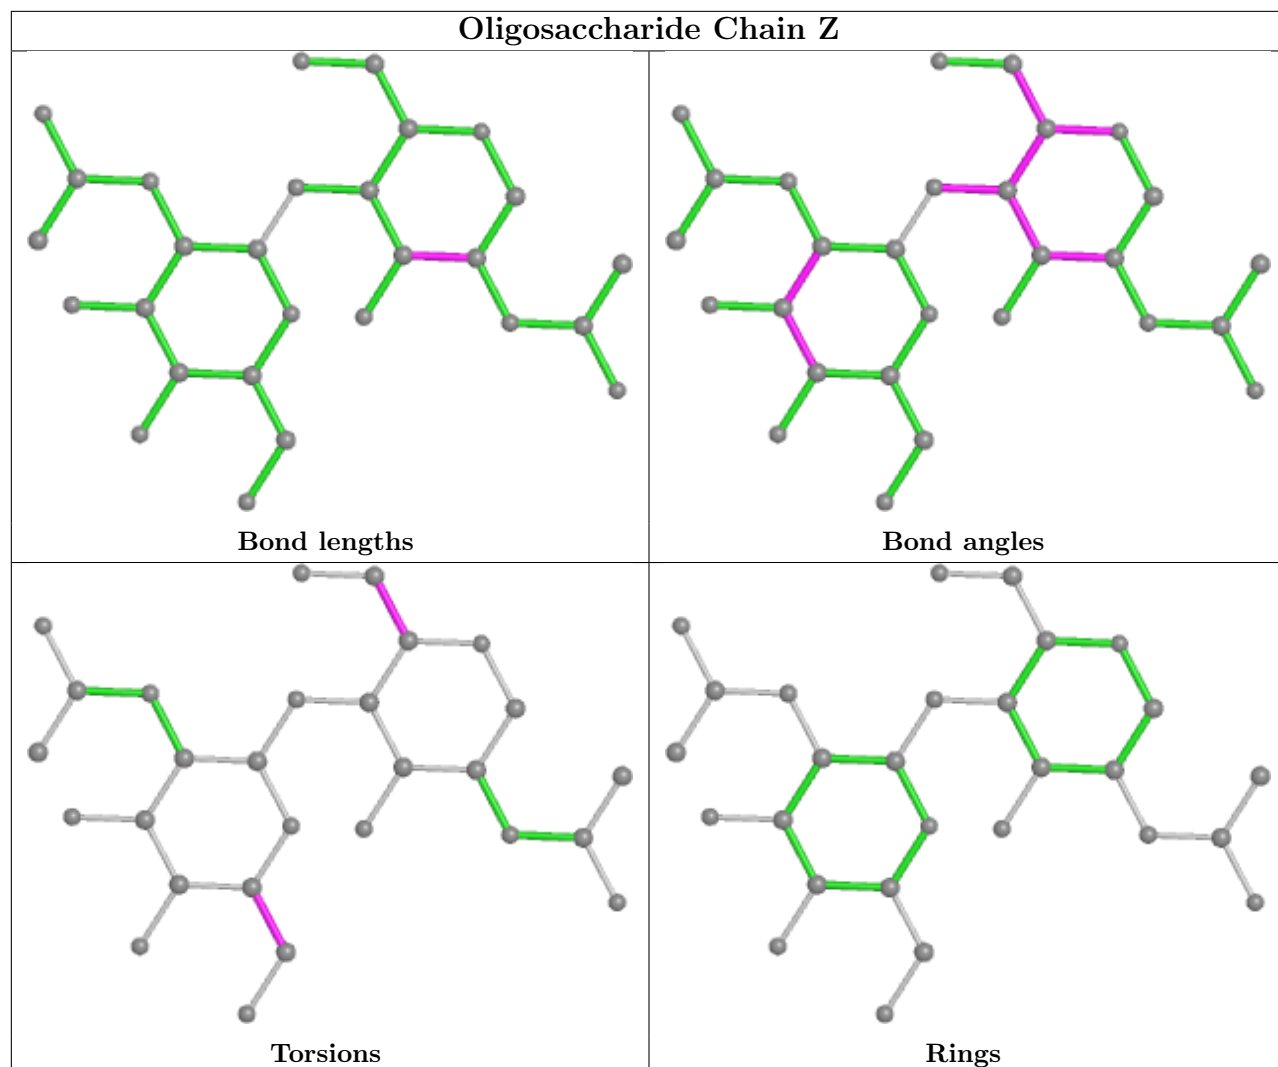 Oligosaccharide Chain Z
Bond lengths
Bond angles
Torsions
Rings